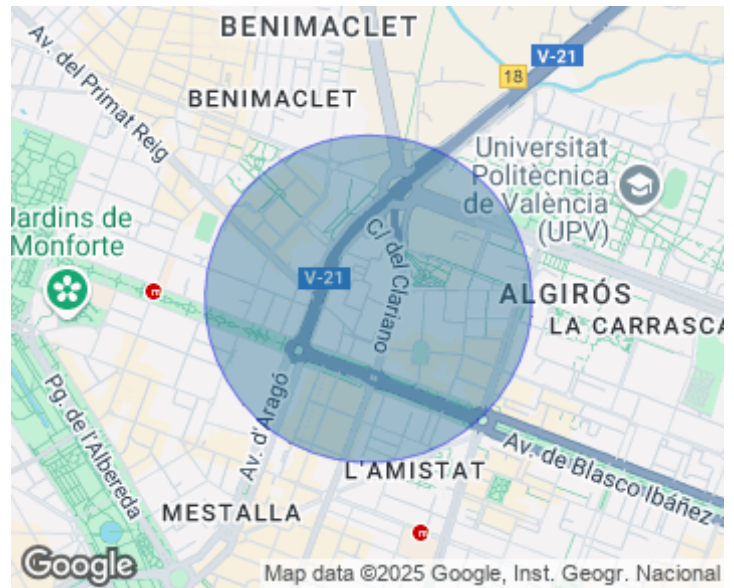 BENIMACLET
V-21
18
Av. del Primat Reig
BENIMACLET
Universitat
Politècnica
de València
(UPV)
Jardins de
Monforte
C/ del Clariano
V-21
ALGIRÓS
LA CARRASCA
Pg. de l'Albereda
Av. d'Aragó
L'AMISTAT
Av. de Blasco Ibáñez
MESTALLA
Google
Map data ©2025 Google, Inst. Geogr. Nacional